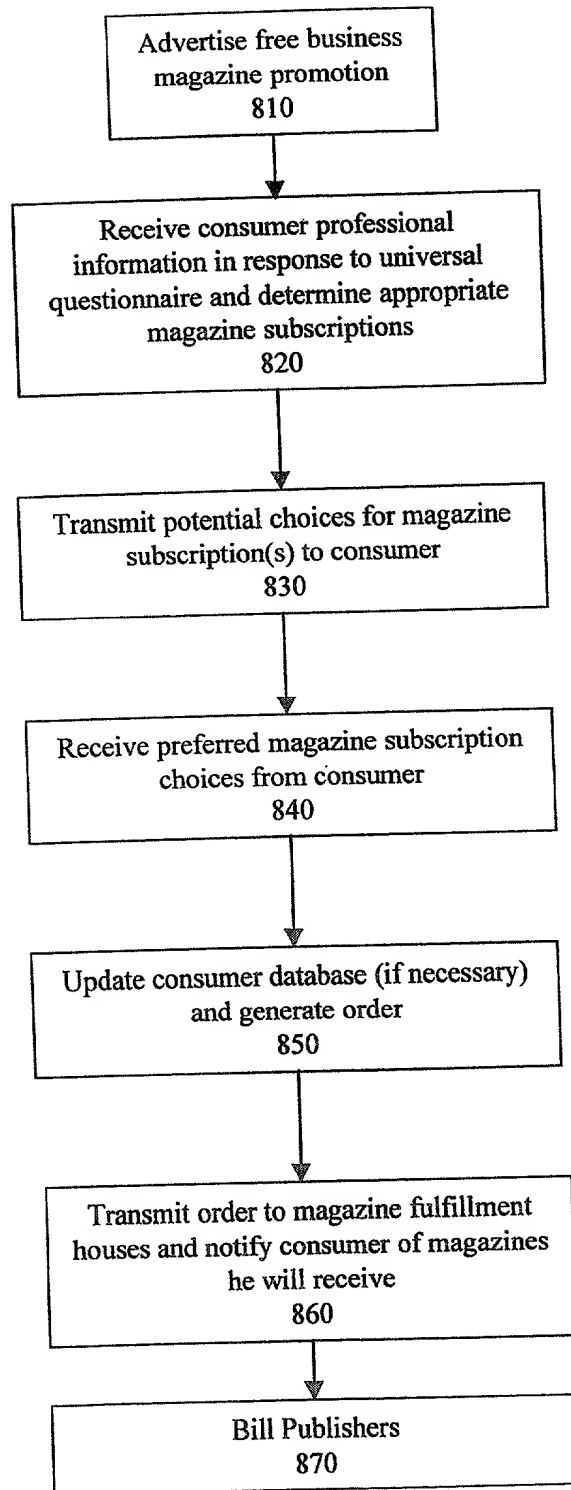 Advertise free business
magazine promotion
810
Receive consumer professional
information in response to universal
questionnaire and determine appropriate
magazine subscriptions
820
Transmit potential choices for magazine
subscription(s) to consumer
830
Receive preferred magazine subscription
choices from consumer
840
Update consumer database (if necessary)
and generate order
850
Transmit order to magazine fulfillment
houses and notify consumer of magazines
he will receive
860
Bill Publishers
870